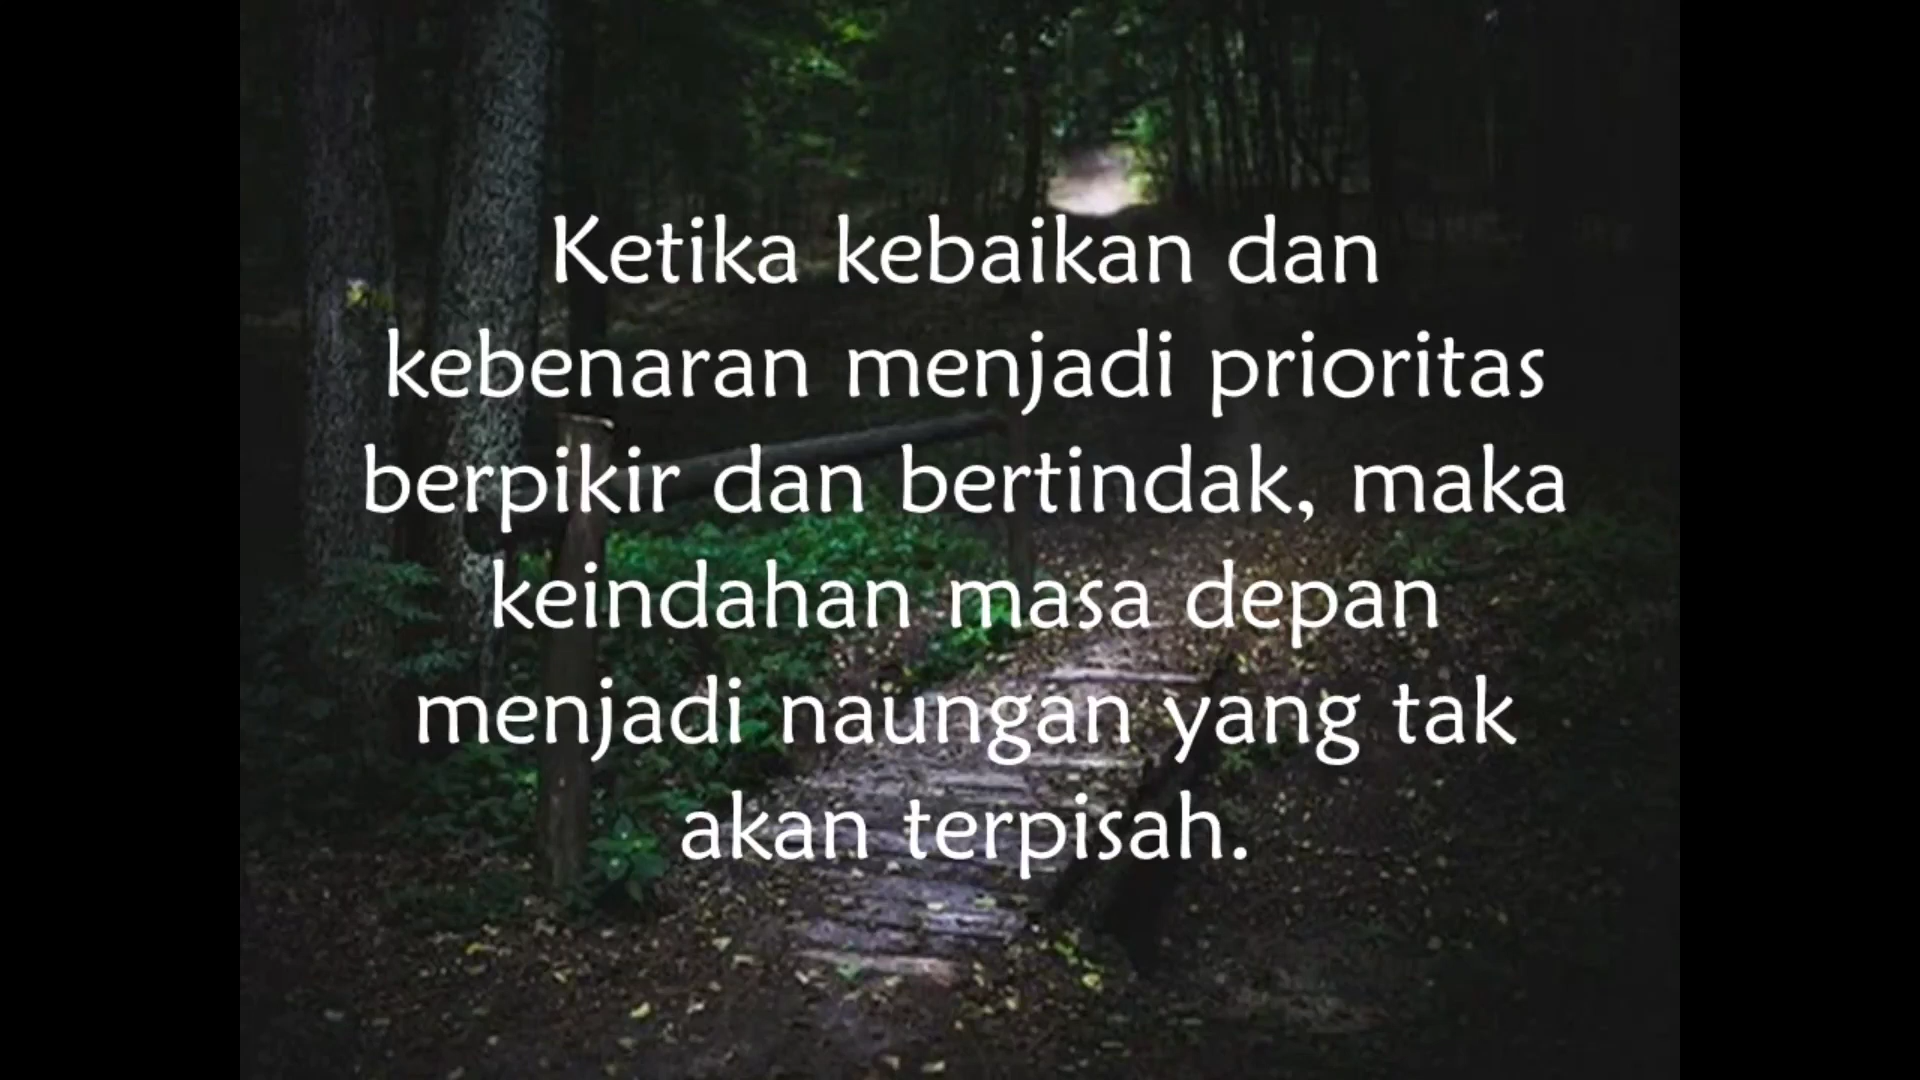 Ketika kebaikan dan
kebenaran menjadi prioritas
berpikir dan bertindak, maka
keindahan masa depan
menjadi naungan yang tak
akan terpisah.